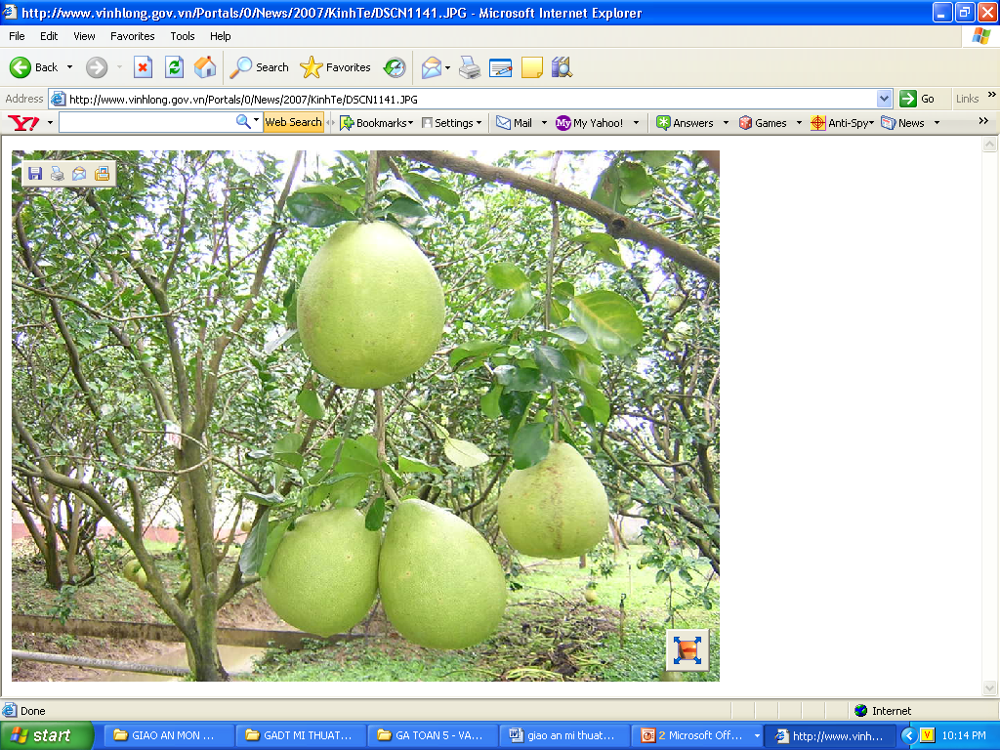 http://www.vinhlong.gov.vn/Portals/0/News/2007/KinhTe/DSCN1141.JPG - Microsoft Internet Explorer
File Edit View Favorites Tools Help
Back Search Favorites
Address http://www.vinhlong.gov.vn/Portals/0/News/2007/KinhTe/DSCN1141.JPG Go Links »
Y! Web Search Bookmarks Settings Mail My Yahoo! Answers Games Anti-Spy News »
Done Internet
start GIAO AN MON ... GADT MI THUAT... GA TOAN 5 - VA... giao an mi thuat... 2 Microsoft Off... http://www.vinh... V 10:14 PM